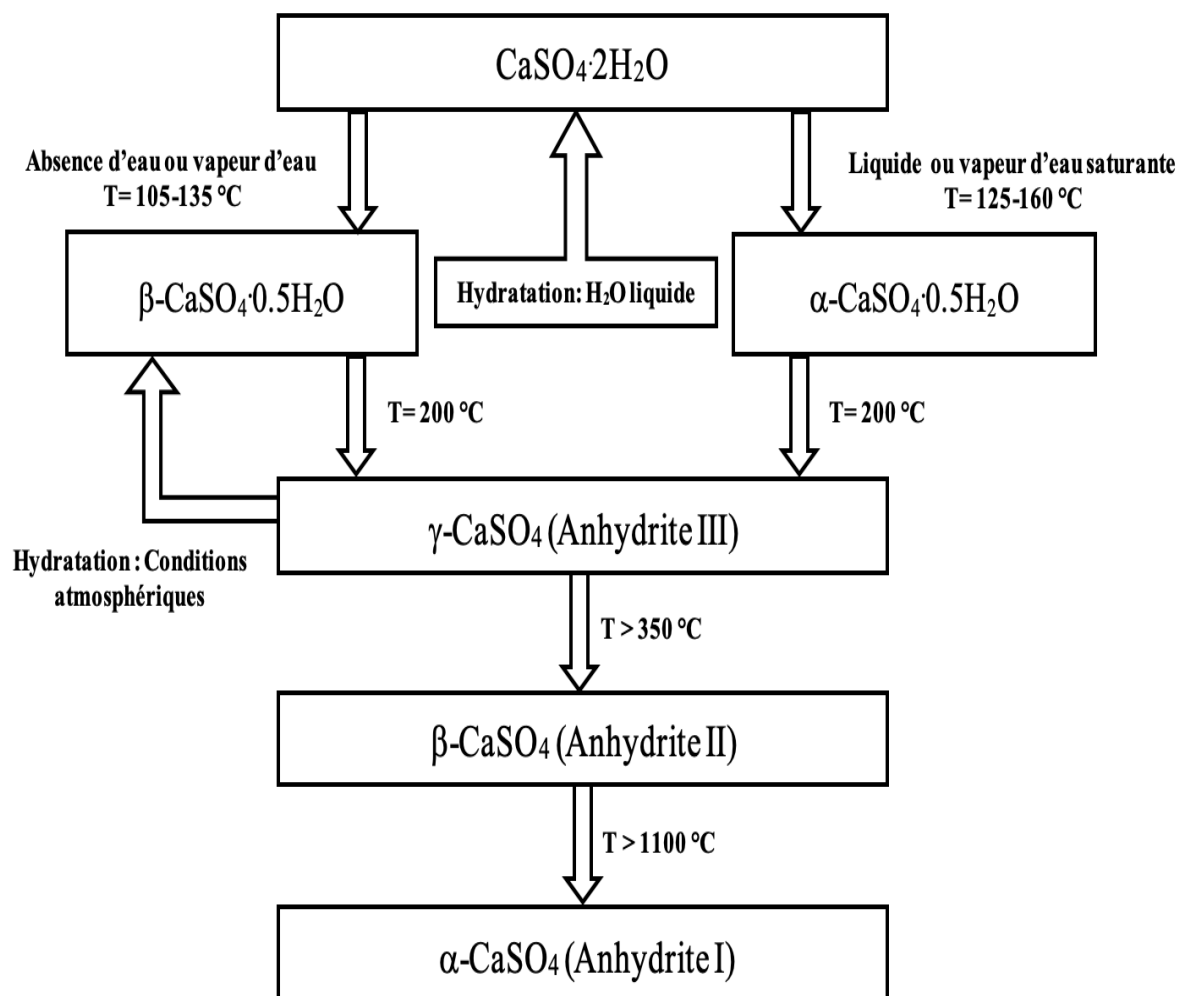 CaSO₄·2H₂O
Absence d’eau ou vapeur d’eau
T= 105-135 °C
Liquide ou vapeur d’eau saturante
T= 125-160 °C
β-CaSO₄·0.5H₂O
Hydratation: H₂O liquide
α-CaSO₄·0.5H₂O
T= 200 °C
T= 200 °C
γ-CaSO₄ (Anhydrite III)
Hydratation : Conditions
atmosphériques
T > 350 °C
β-CaSO₄ (Anhydrite II)
T > 1100 °C
α-CaSO₄ (Anhydrite I)